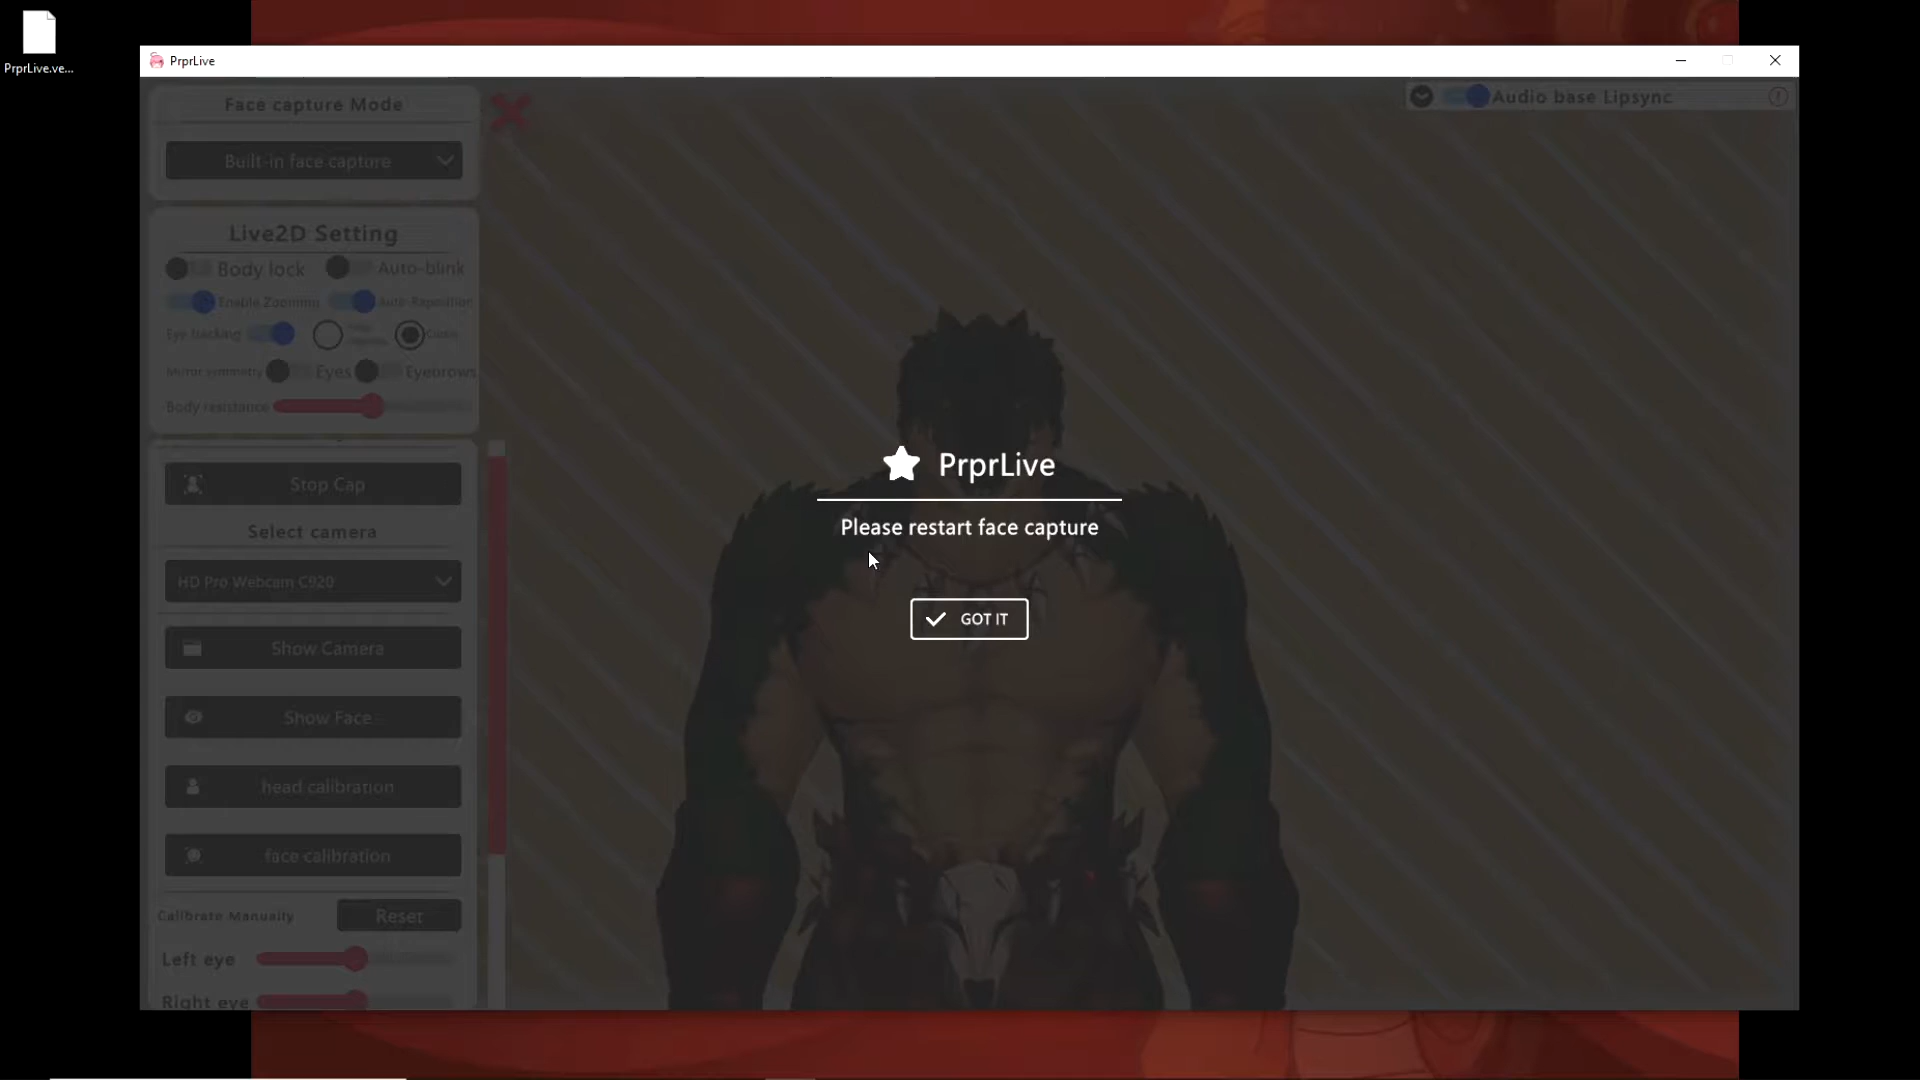 PrprLive.ve...
PrprLive
Face capture Mode
Built-in face capture
Audio base Lipsync
Live2D Setting
Body lock
Auto-blink
Enable Zooming
Auto-Reposition
Eye tracking
Close
Mirror symmetry
Eyes
Eyebrows
Body resistance
Stop Cap
Select camera
HD Pro Webcam C920
Show Camera
Show Face
head calibration
face calibration
Calibrate Manually
Reset
Left eye
Right eye
PrprLive
Please restart face capture
GOT IT